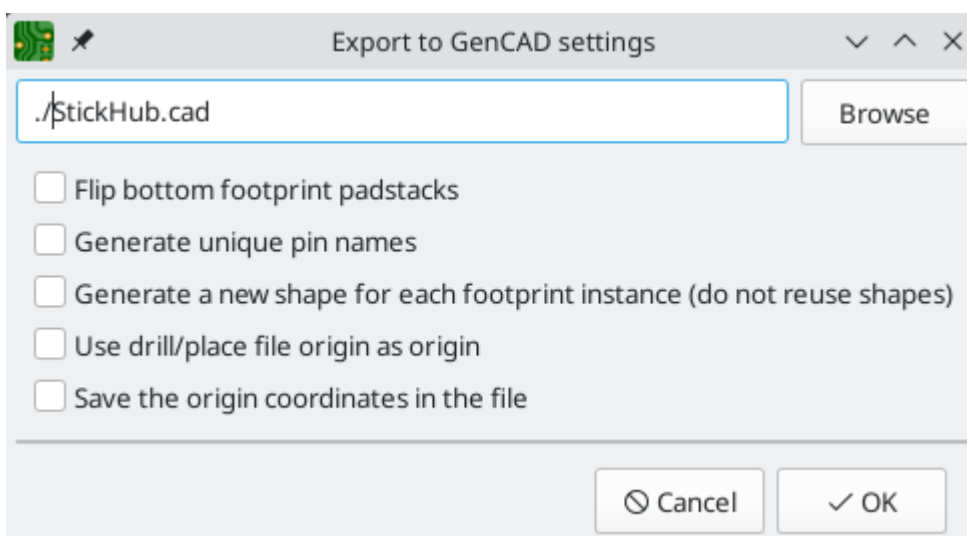 Export to GenCAD settings
./StickHub.cad
Browse
Flip bottom footprint padstacks
Generate unique pin names
Generate a new shape for each footprint instance (do not reuse shapes)
Use drill/place file origin as origin
Save the origin coordinates in the file
Cancel
OK